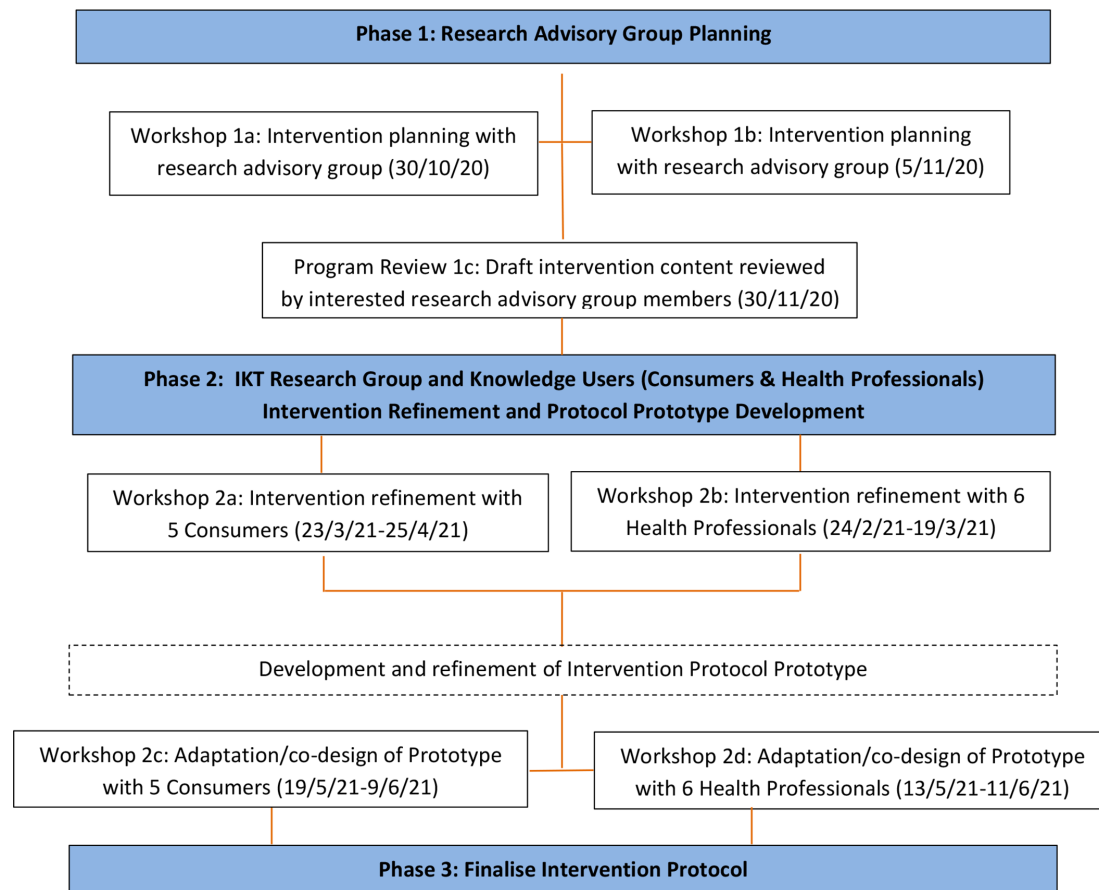 Phase 1: Research Advisory Group Planning
Workshop 1a: Intervention planning with
research advisory group (30/10/20)
Workshop 1b: Intervention planning
with research advisory group (5/11/20)
Program Review 1c: Draft intervention content reviewed
by interested research advisory group members (30/11/20)
Phase 2:  IKT Research Group and Knowledge Users (Consumers & Health Professionals)
Intervention Refinement and Protocol Prototype Development
Workshop 2a: Intervention refinement with
5 Consumers (23/3/21-25/4/21)
Workshop 2b: Intervention refinement with 6
Health Professionals (24/2/21-19/3/21)
Development and refinement of Intervention Protocol Prototype
Workshop 2c: Adaptation/co-design of Prototype
with 5 Consumers (19/5/21-9/6/21)
Workshop 2d: Adaptation/co-design of Prototype
with 6 Health Professionals (13/5/21-11/6/21)
Phase 3: Finalise Intervention Protocol